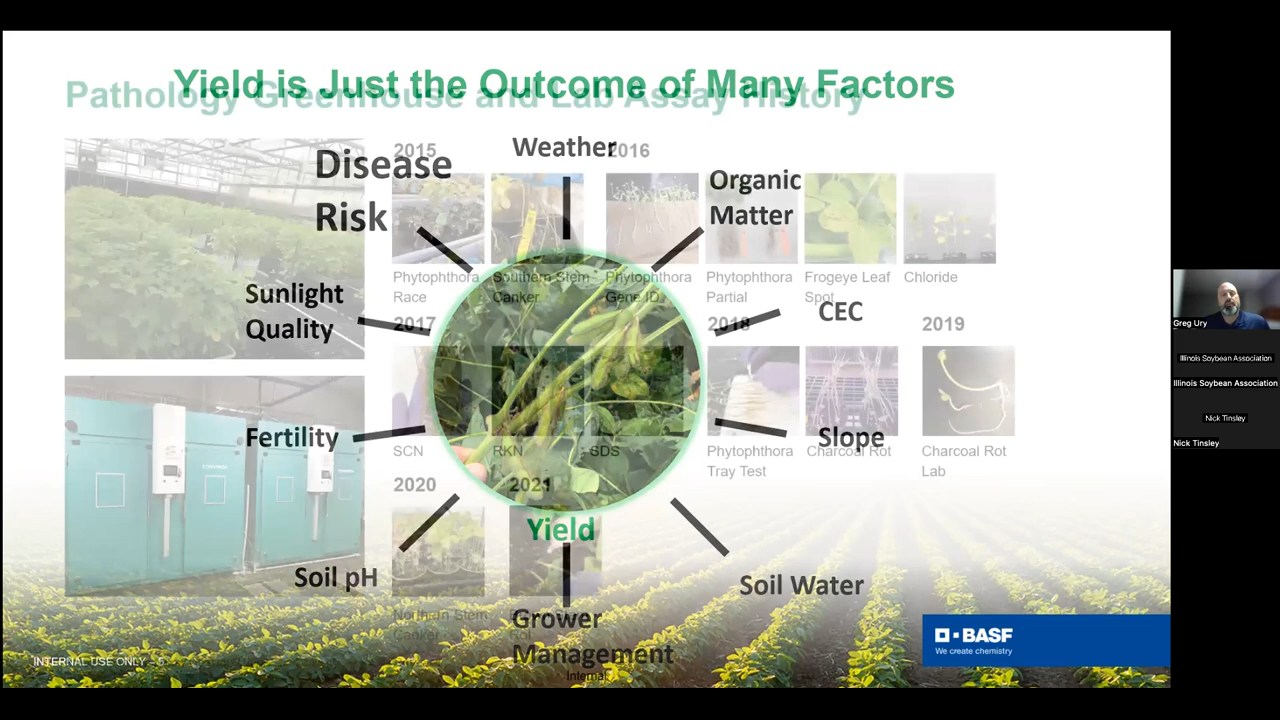 Yield is Just the Outcome of Many Factors
Pathology Greenhouse and Lab Assay History
2015
2016
Weather
Disease
Risk
Organic
Matter
Phytophthora
Race
Southern Stem
Canker
Phytophthora
Gene ID
Phytophthora
Partial
Frogeye Leaf
Spot
Chloride
Sunlight
Quality
CEC
2017
2018
2019
Fertility
Slope
SCN
RKN
SDS
Phytophthora
Tray Test
Charcoal Rot
Charcoal Rot
Lab
2020
2021
Yield
Soil pH
Soil Water
Northern Stem
Canker
Grower
Management
INTERNAL USE ONLY - 5
Internal
BASF
We create chemistry
Greg Ury
Illinois Soybean Association
Illinois Soybean Association
Nick Tinsley
Nick Tinsley